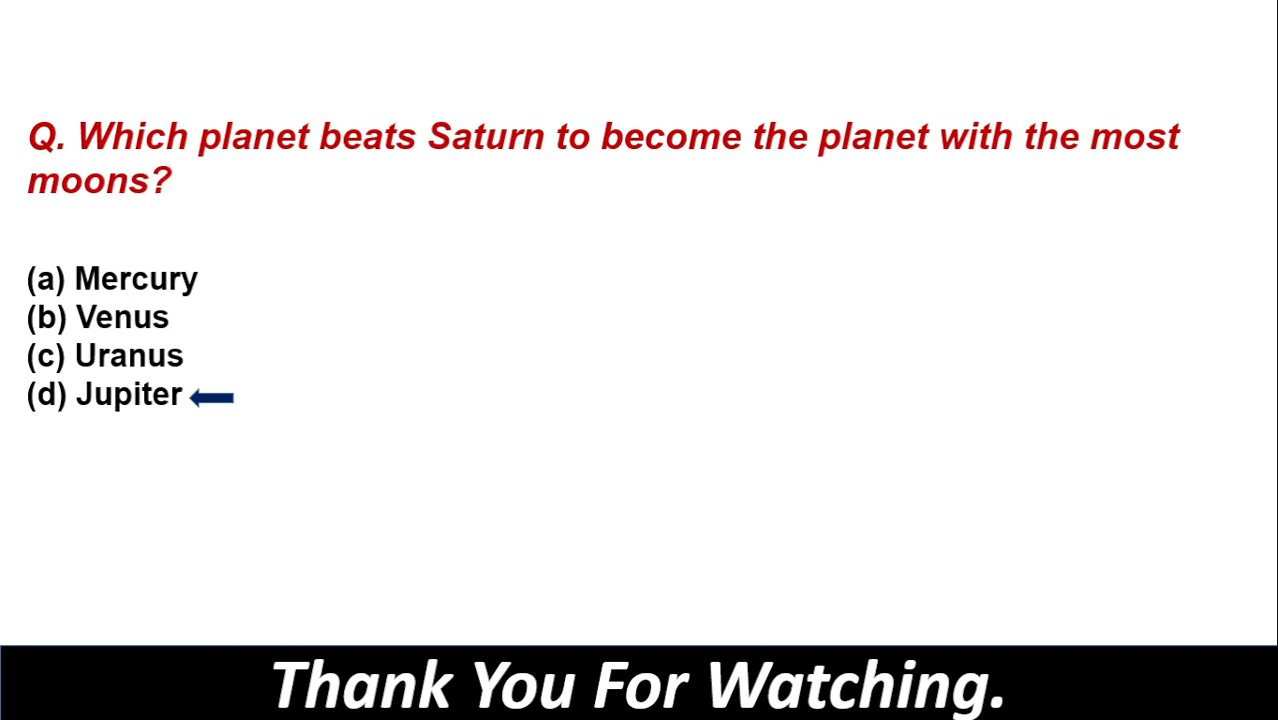 Q. Which planet beats Saturn to become the planet with the most
moons?
(a) Mercury
(b) Venus
(c) Uranus
(d) Jupiter
Thank You For Watching.